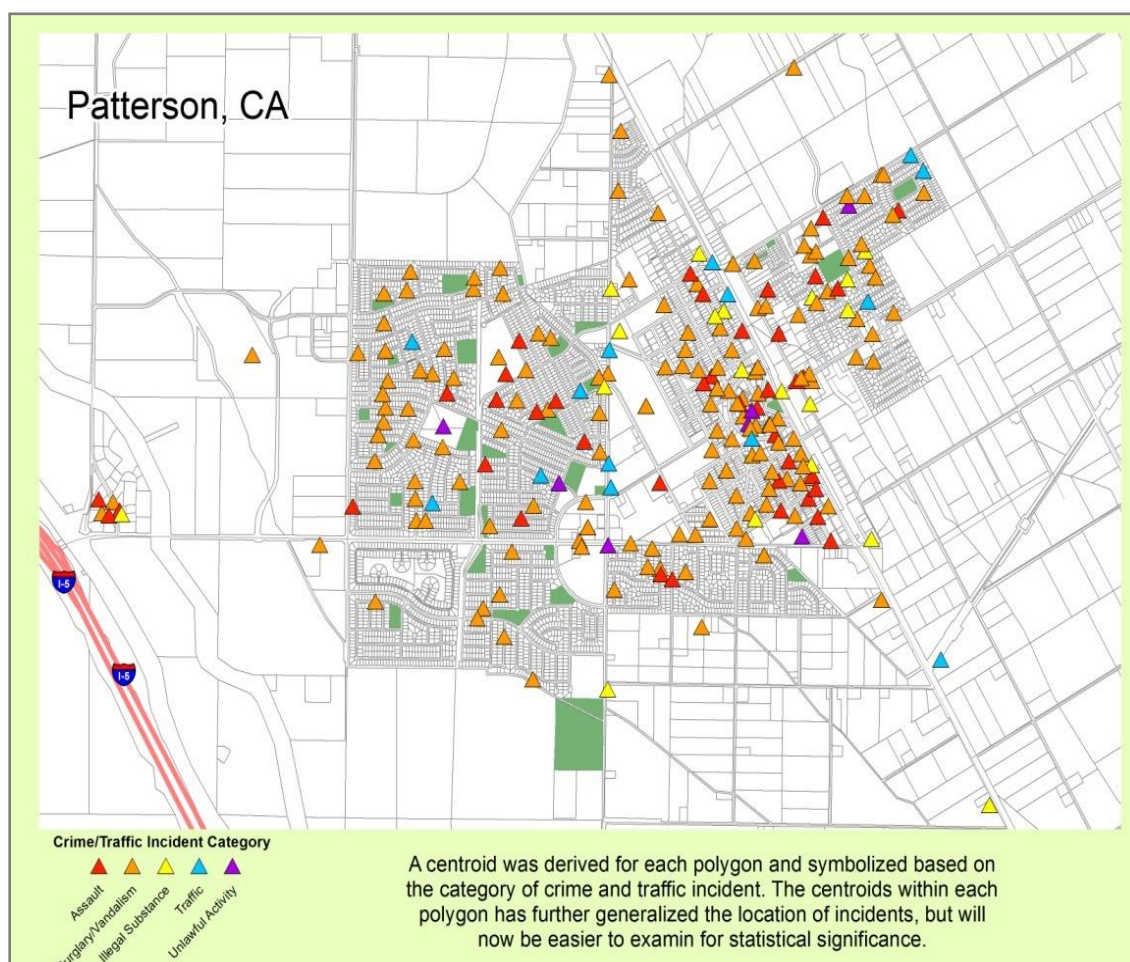 Patterson, CA
I-5
I-5
Crime/Traffic Incident Category
Assault
Burglary/Vandalism
Illegal Substance
Traffic
Unlawful Activity
A centroid was derived for each polygon and symbolized based on
the category of crime and traffic incident. The centroids within each
polygon has further generalized the location of incidents, but will
now be easier to examin for statistical significance.